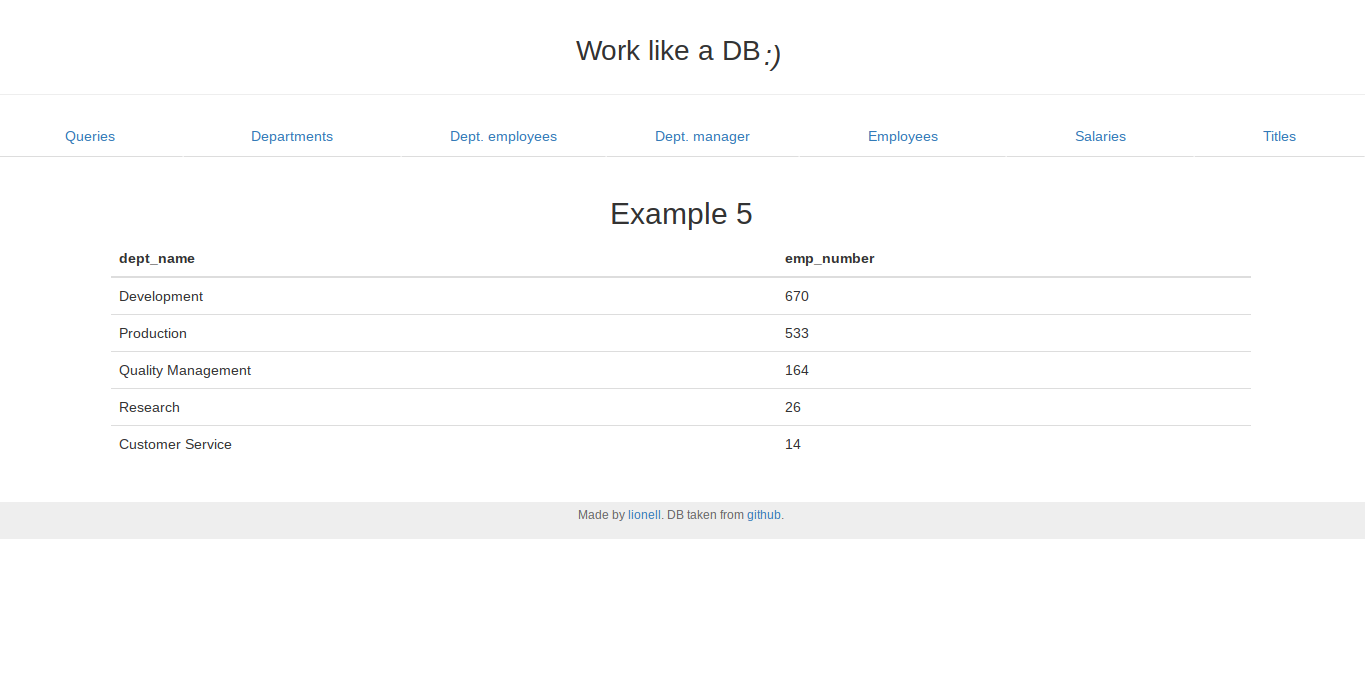 Work like a DB :)
Queries Departments Dept. employees Dept. manager Employees Salaries Titles
Example 5
dept_name emp_number
Development 670
Production 533
Quality Management 164
Research 26
Customer Service 14
Made by lionell. DB taken from github.